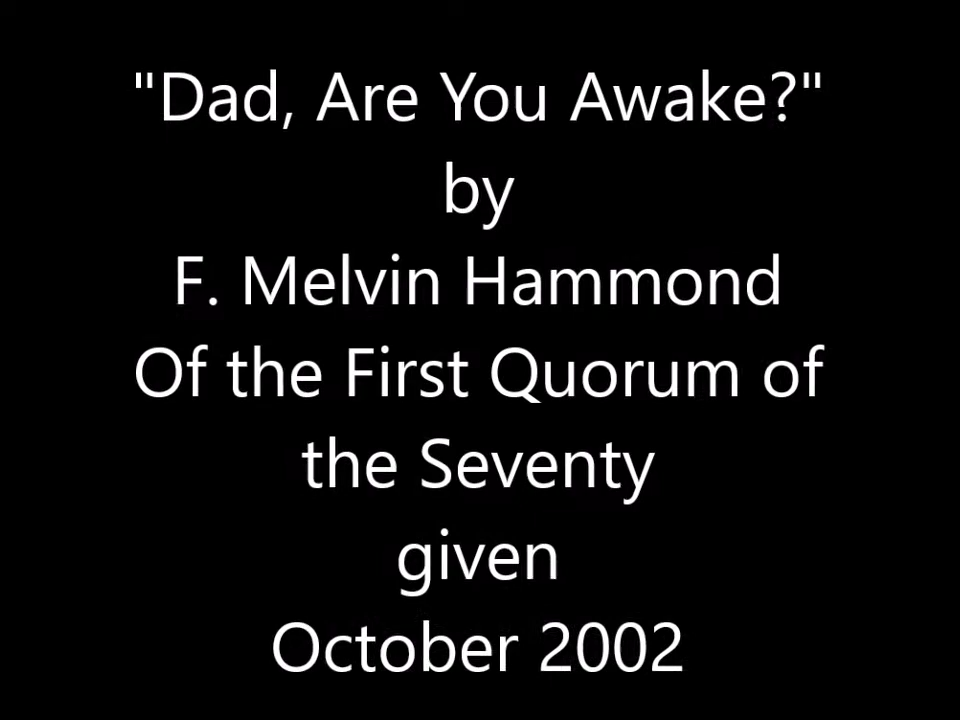 "Dad, Are You Awake?"
by
F. Melvin Hammond
Of the First Quorum of
the Seventy
given
October 2002